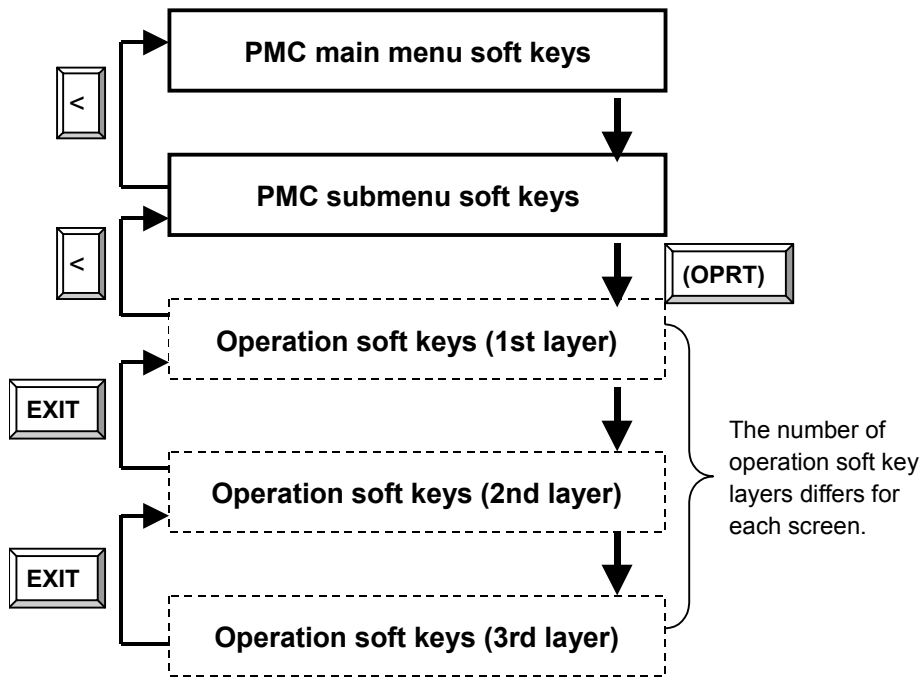 PMC main menu soft keys
<
PMC submenu soft keys
<
(OPRT)
Operation soft keys (1st layer)
EXIT
The number of
operation soft key
layers differs for
each screen.
Operation soft keys (2nd layer)
EXIT
Operation soft keys (3rd layer)